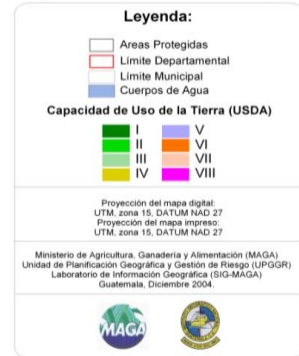 Leyenda:
Areas Protegidas
Límite Departamental
Límite Municipal
Cuerpos de Agua
Capacidad de Uso de la Tierra (USDA)
I V
II VI
III VII
IV VIII
Proyección del mapa digital:
UTM, zona 15, DATUM NAD 27
Proyección del mapa impreso:
UTM, zona 15, DATUM NAD 27
Ministerio de Agricultura, Ganadería y Alimentación (MAGA)
Unidad de Planificación Geográfica y Gestión de Riesgo (UPGGR)
Laboratorio de Información Geográfica (SIG-MAGA)
Guatemala, Diciembre 2004.
MAGA